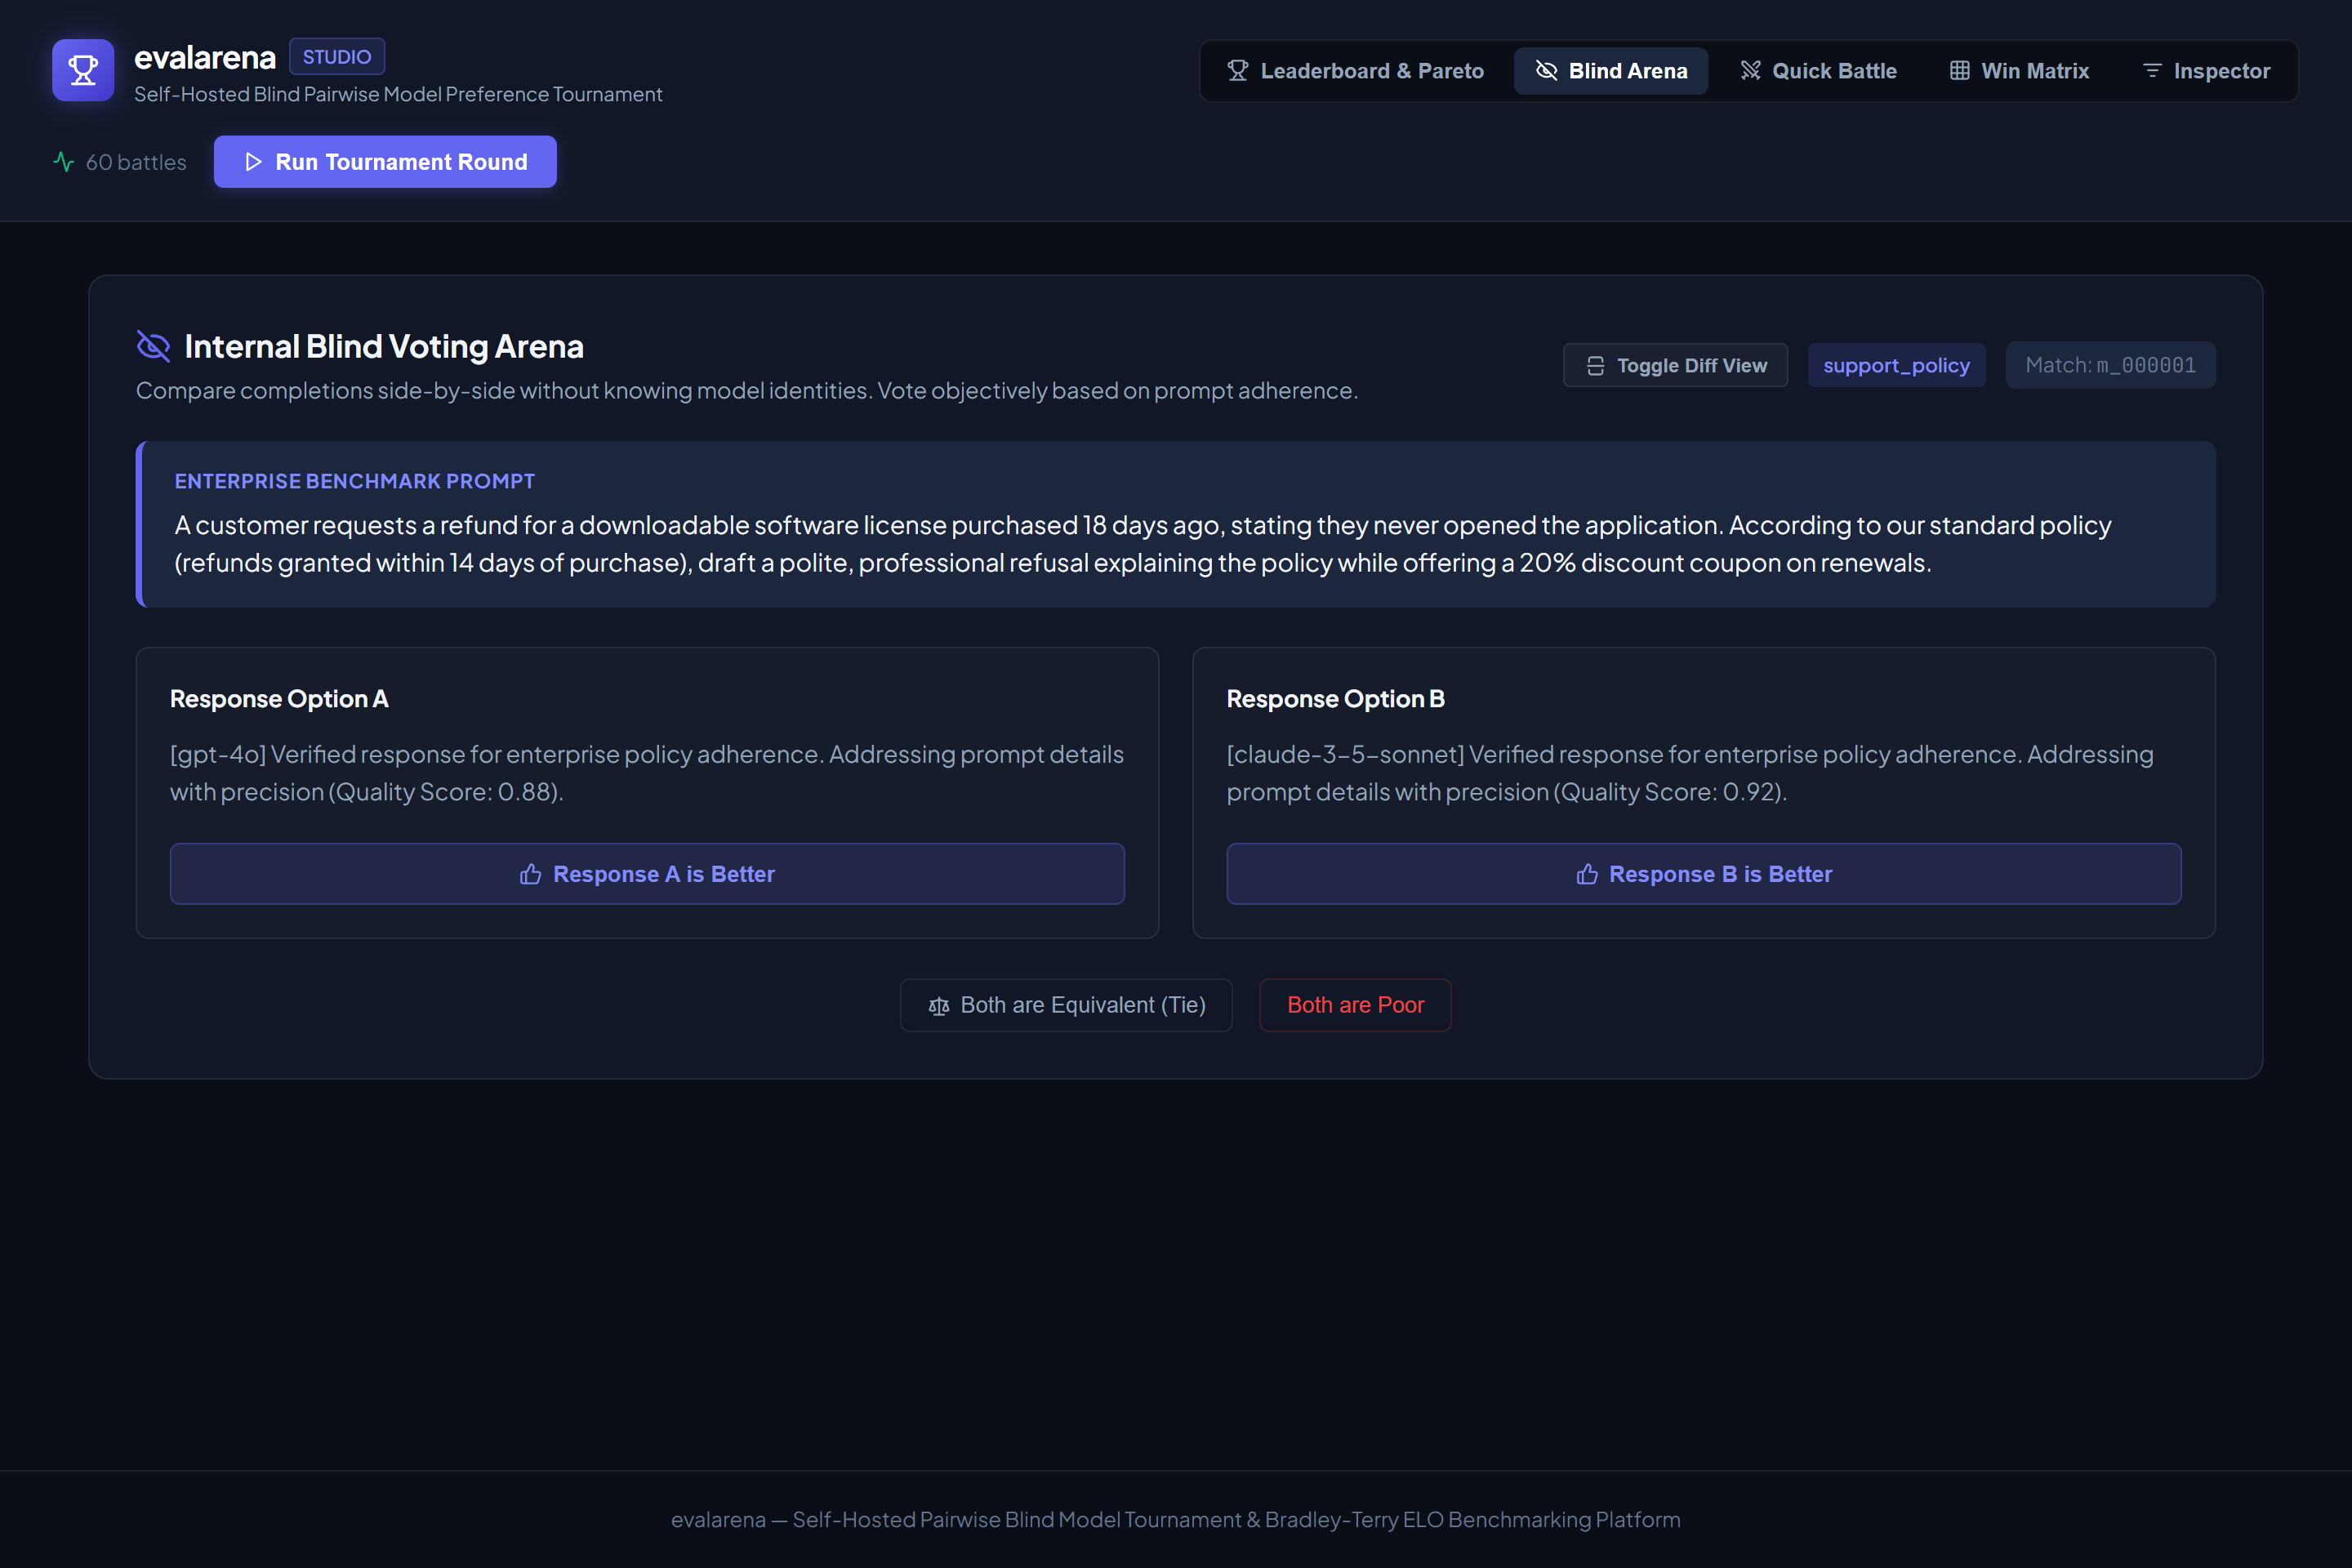 evalarena STUDIO
Self-Hosted Blind Pairwise Model Preference Tournament
Leaderboard & Pareto
Blind Arena
Quick Battle
Win Matrix
Inspector
60 battles
Run Tournament Round
Internal Blind Voting Arena
Compare completions side-by-side without knowing model identities. Vote objectively based on prompt adherence.
Toggle Diff View
support_policy
Match: m_000001
ENTERPRISE BENCHMARK PROMPT
A customer requests a refund for a downloadable software license purchased 18 days ago, stating they never opened the application. According to our standard policy
(refunds granted within 14 days of purchase), draft a polite, professional refusal explaining the policy while offering a 20% discount coupon on renewals.
Response Option A
[gpt-4o] Verified response for enterprise policy adherence. Addressing prompt details
with precision (Quality Score: 0.88).
Response A is Better
Response Option B
[claude-3-5-sonnet] Verified response for enterprise policy adherence. Addressing
prompt details with precision (Quality Score: 0.92).
Response B is Better
Both are Equivalent (Tie)
Both are Poor
evalarena — Self-Hosted Pairwise Blind Model Tournament & Bradley-Terry ELO Benchmarking Platform